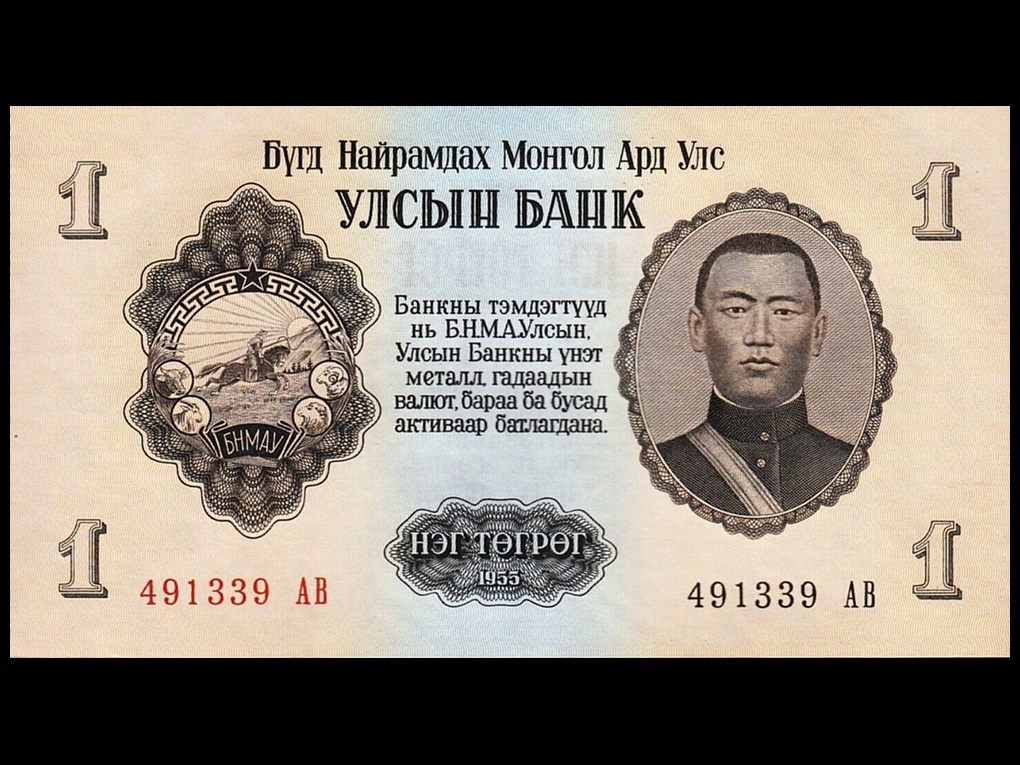 Бүгд Найрамдах Монгол Ард Улс
УЛСЫН БАНК
1
1
Банкны тэмдэгтүүд
нь Б.Н.М.А.Улсын,
Улсын Банкны үнэт
металл, гадаадын
валют, бараа ба бусад
активаар батлагдана.
БНМАУ
НЭГ ТӨГРӨГ
1955
1
1
491339 АВ
491339 АВ